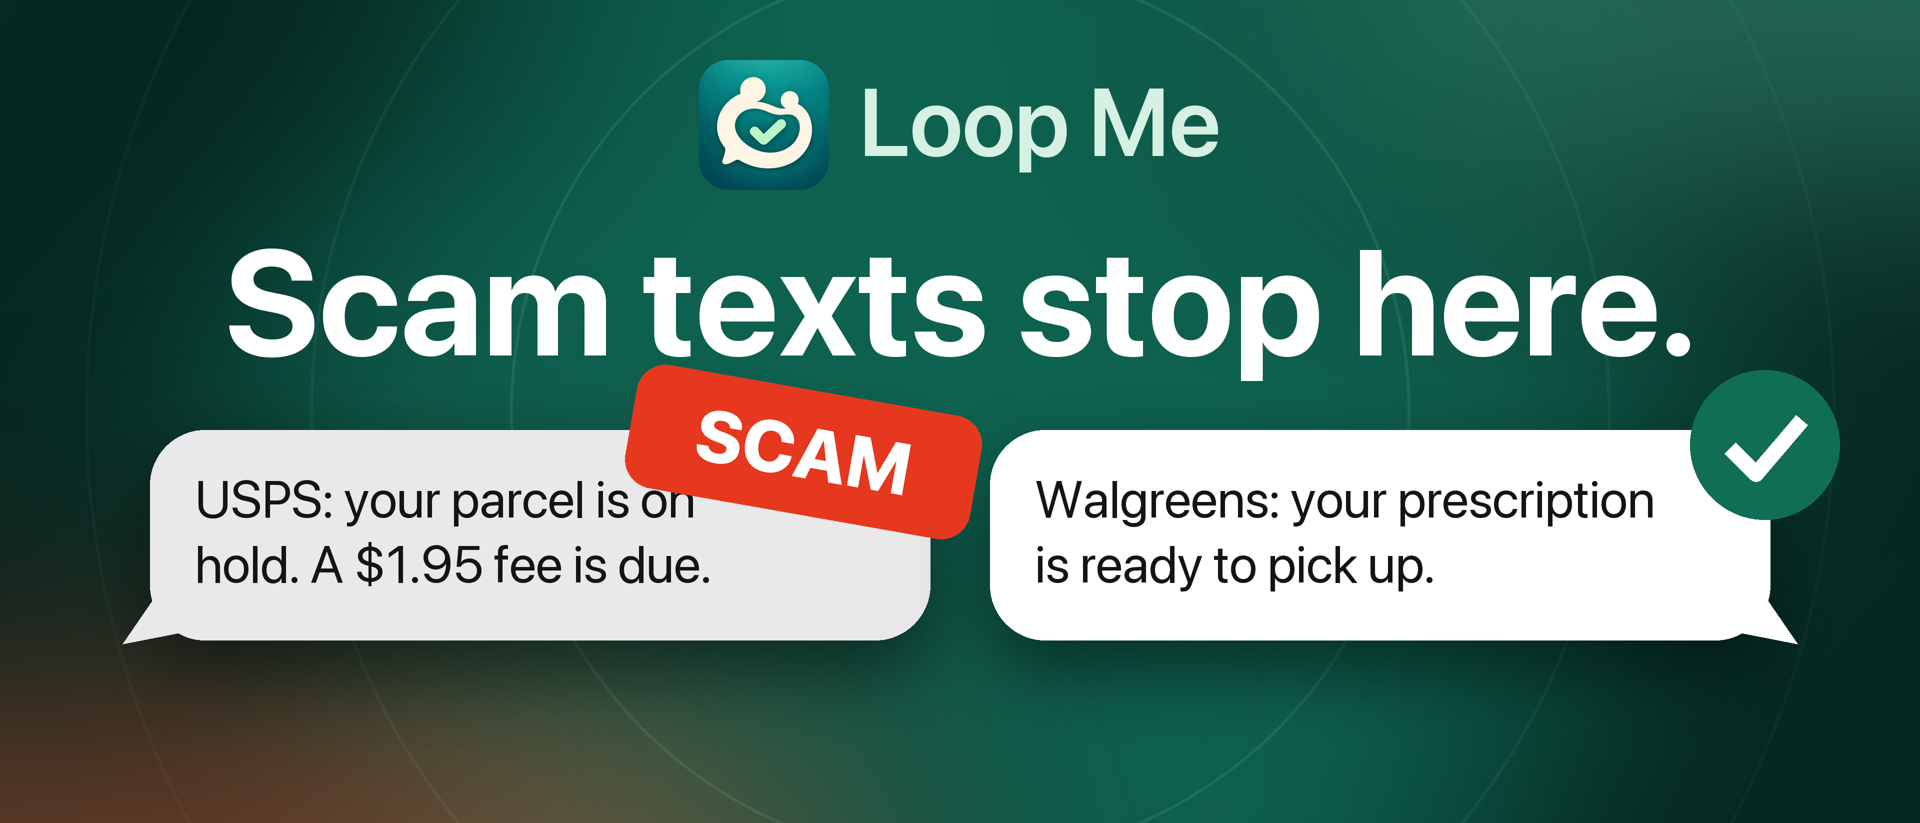 Loop Me
Scam texts stop here.
SCAM
USPS: your parcel is on
hold. A $1.95 fee is due.
Walgreens: your prescription
is ready to pick up.